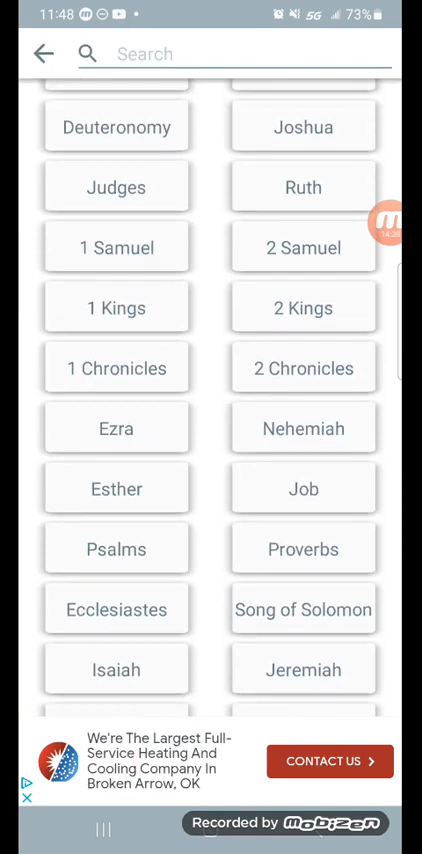 11:48 5G 73%
Search
Deuteronomy Joshua
Judges Ruth
14:39
1 Samuel 2 Samuel
1 Kings 2 Kings
1 Chronicles 2 Chronicles
Ezra Nehemiah
Esther Job
Psalms Proverbs
Ecclesiastes Song of Solomon
Isaiah Jeremiah
We're The Largest Full-
Service Heating And
Cooling Company In
Broken Arrow, OK
CONTACT US
Recorded by mobizen